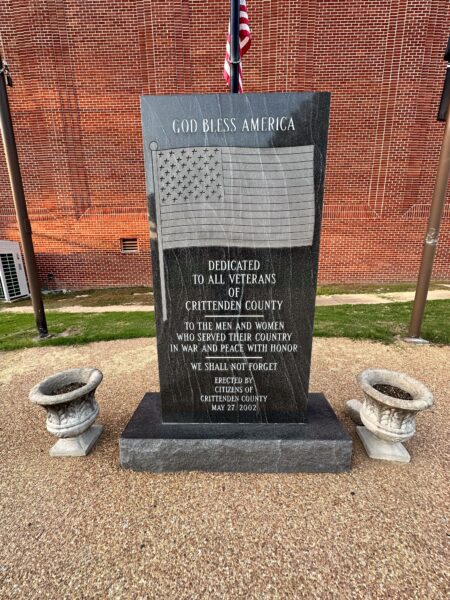 GOD BLESS AMERICA
DEDICATED
TO ALL VETERANS
OF
CRITTENDEN COUNTY
TO THE MEN AND WOMEN
WHO SERVED THEIR COUNTRY
IN WAR AND PEACE WITH HONOR
WE SHALL NOT FORGET
ERECTED BY
CITIZENS OF
CRITTENDEN COUNTY
MAY 27 2002